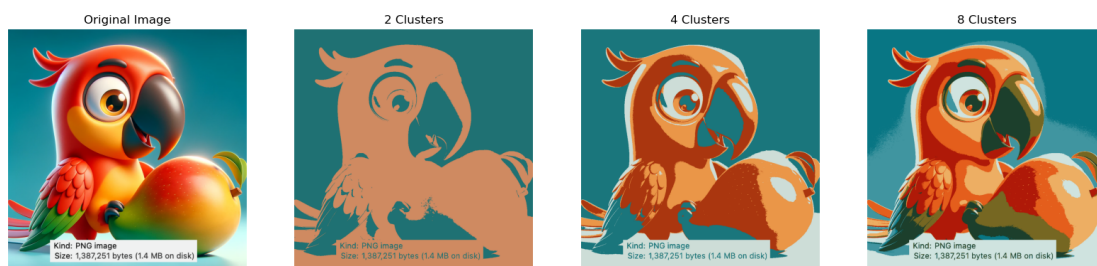 Original Image
2 Clusters
4 Clusters
8 Clusters
Kind: PNG image
Size: 1,387,251 bytes (1.4 MB on disk)
Kind: PNG image
Size: 1,387,251 bytes (1.4 MB on disk)
Kind: PNG image
Size: 1,387,251 bytes (1.4 MB on disk)
Kind: PNG image
Size: 1,387,251 bytes (1.4 MB on disk)